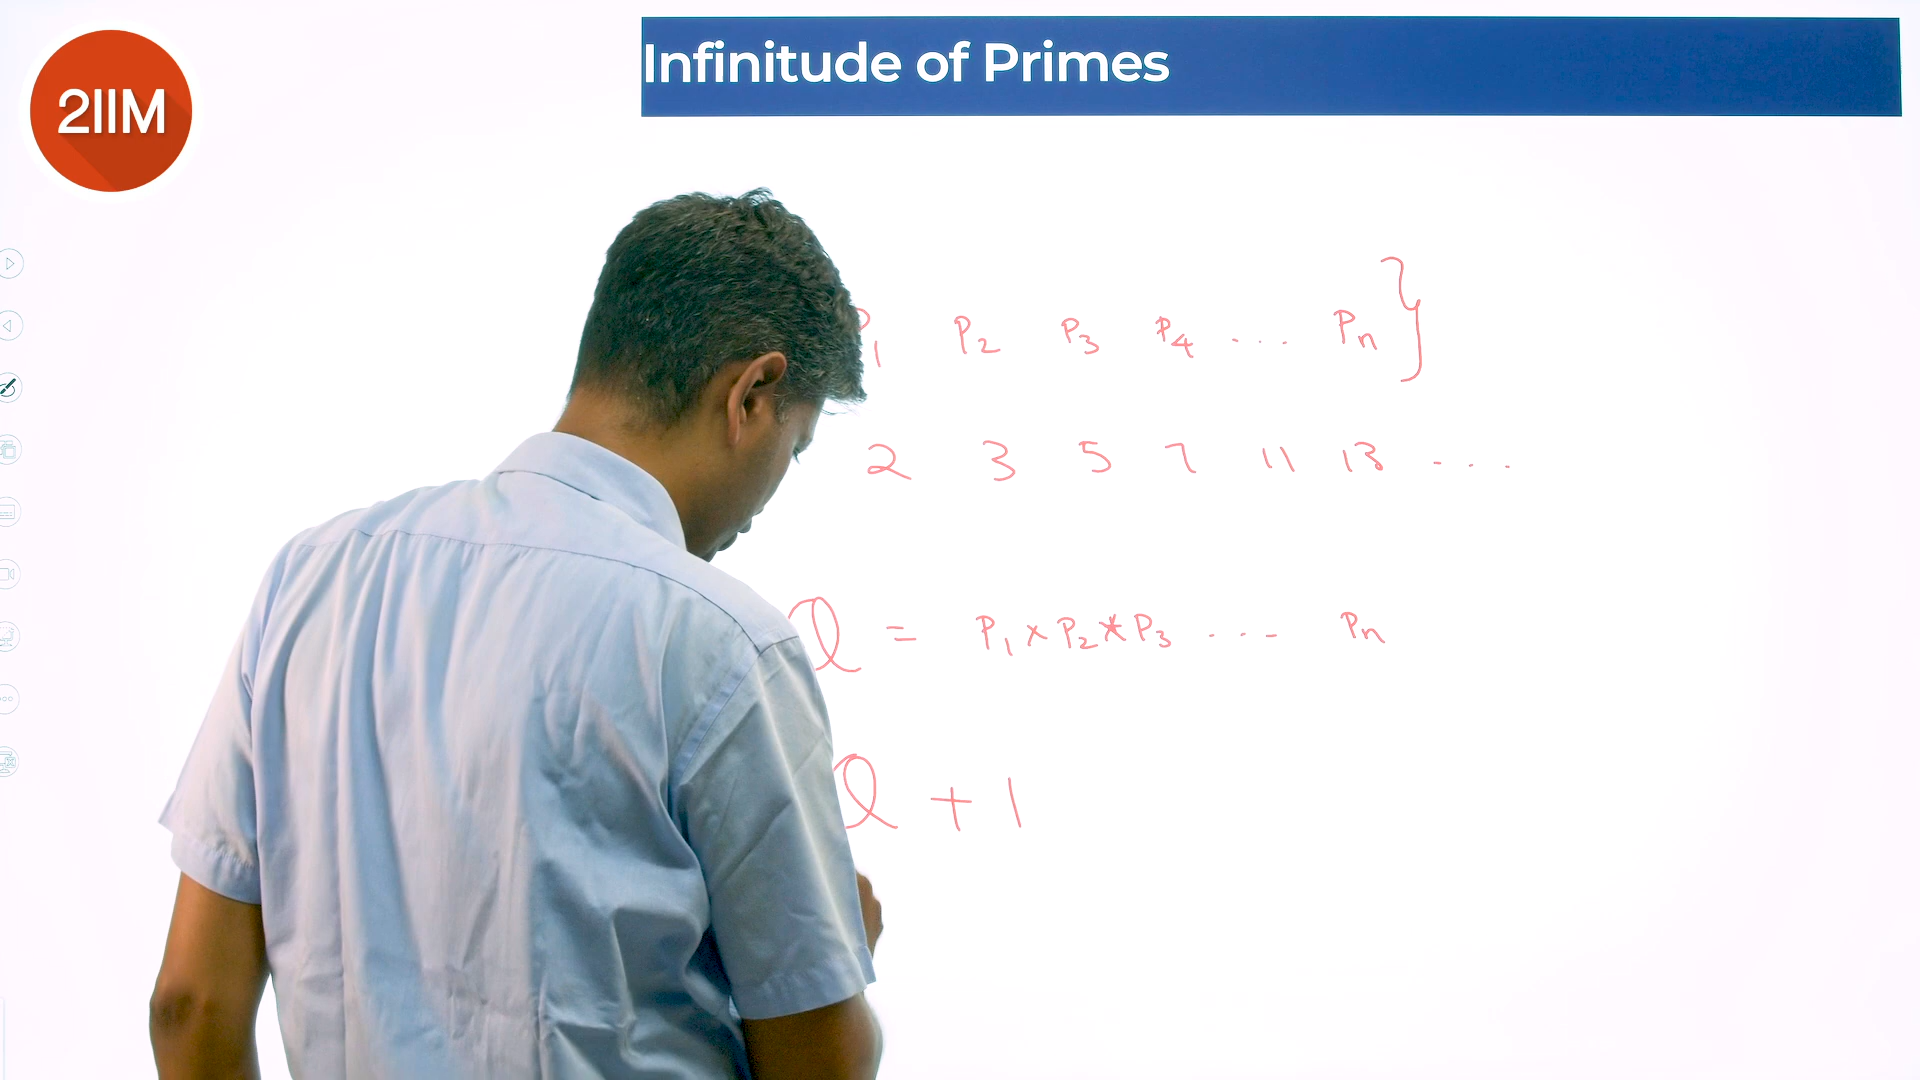 2IIM
Infinitude of Primes
P1 P2 P3 P4 ... Pn }
2 3 5 7 11 13 ...
l = P1 × P2 * P3 ... Pn
l + 1